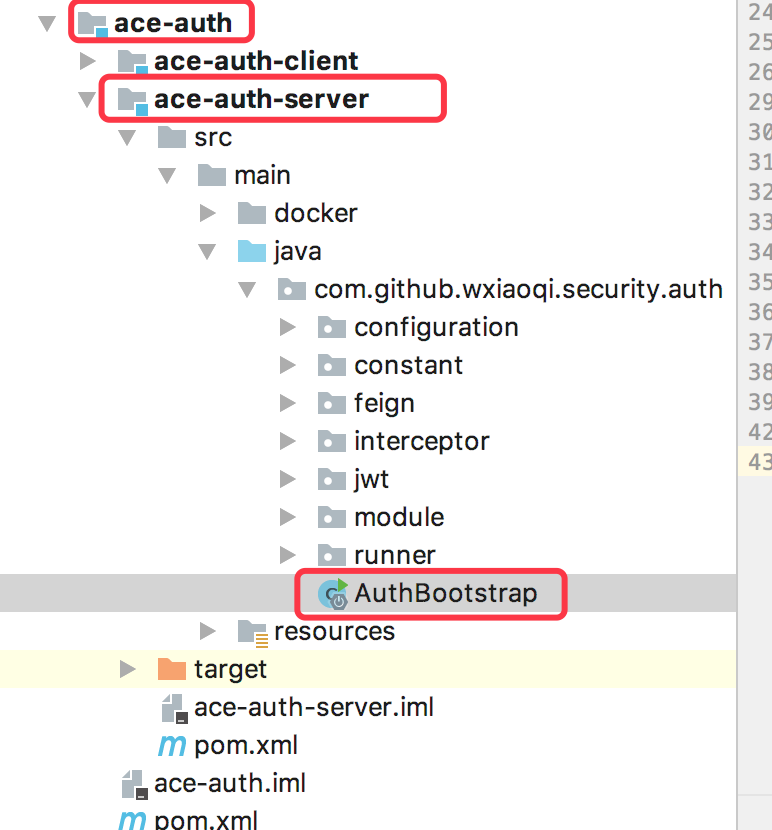 ace-auth
ace-auth-client
ace-auth-server
src
main
docker
java
com.github.wxiaoqi.security.auth
configuration
constant
feign
interceptor
jwt
module
runner
C AuthBootstrap
resources
target
ace-auth-server.iml
m pom.xml
ace-auth.iml
m pom.xml
24
25
26
29
30
31
32
33
34
35
36
37
38
39
42
43